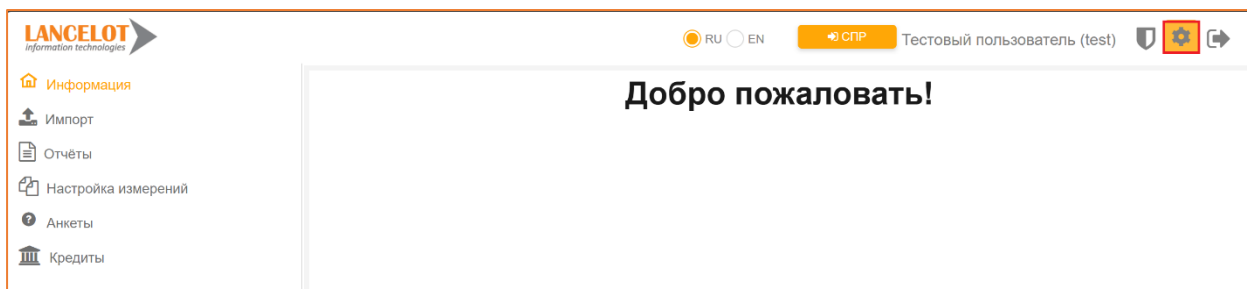 LANCELOT
information technologies
RU EN СПР Тестовый пользователь (test)
Информация
Импорт
Отчёты
Настройка измерений
Анкеты
Кредиты
Добро пожаловать!